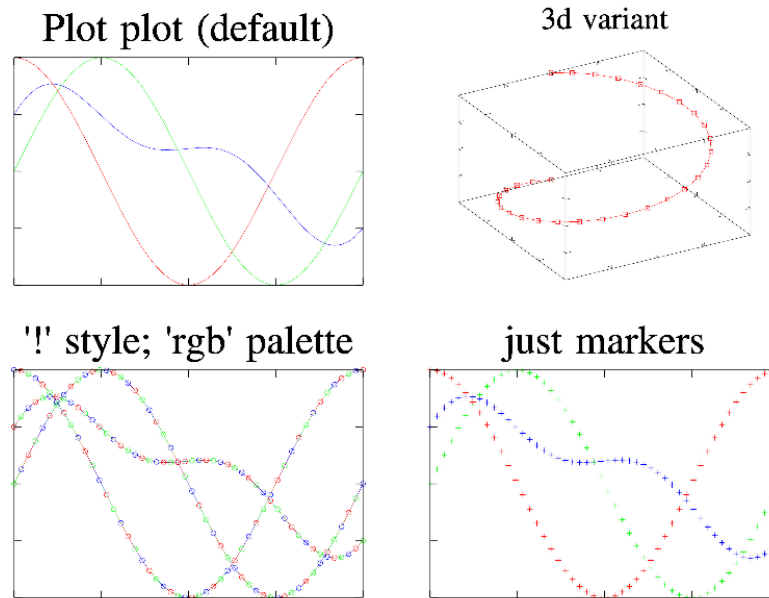 Plot plot (default)
3d variant
'!' style; 'rgb' palette
just markers